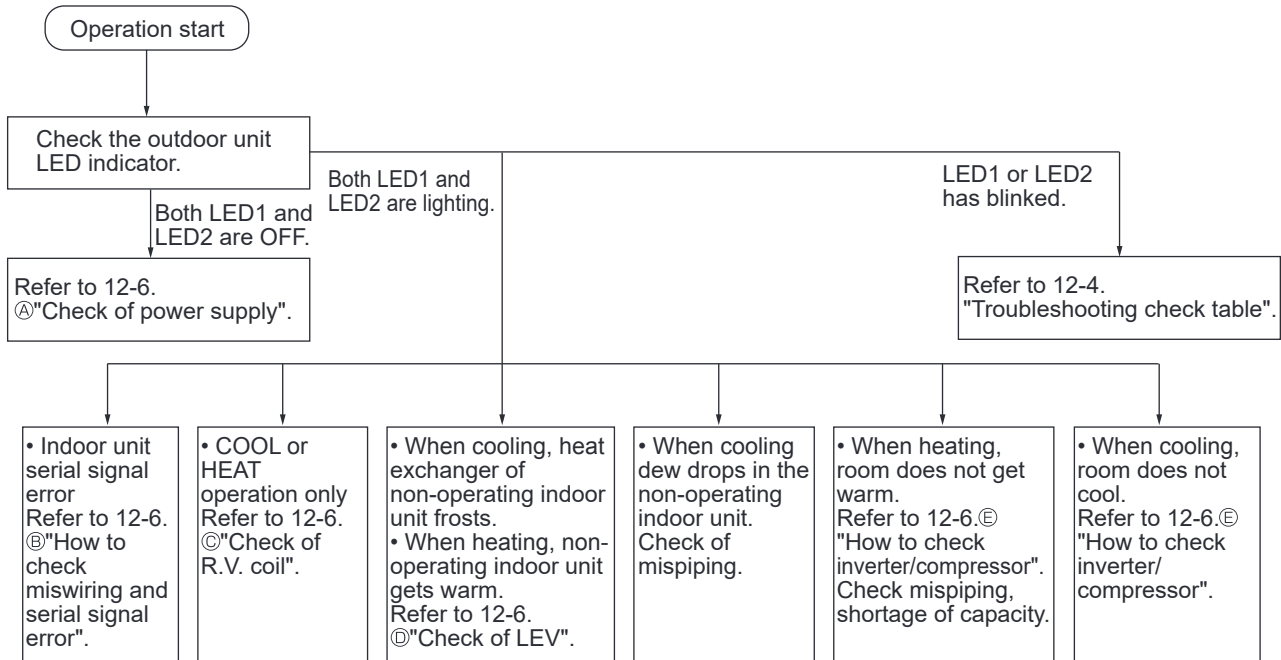 Operation start
Check the outdoor unit
LED indicator.
Both LED1 and
LED2 are lighting.
LED1 or LED2
has blinked.
Both LED1 and
LED2 are OFF.
Refer to 12-6.
Ⓐ"Check of power supply".
Refer to 12-4.
"Troubleshooting check table".
• Indoor unit
serial signal
error
Refer to 12-6.
Ⓑ"How to
check
miswiring and
serial signal
error".
• COOL or
HEAT
operation only
Refer to 12-6.
Ⓒ"Check of
R.V. coil".
• When cooling, heat
exchanger of
non-operating indoor
unit frosts.
• When heating, non-
operating indoor unit
gets warm.
Refer to 12-6.
Ⓓ"Check of LEV".
• When cooling
dew drops in the
non-operating
indoor unit.
Check of
mispiping.
• When heating,
room does not get
warm.
Refer to 12-6.Ⓔ
"How to check
inverter/compressor".
Check mispiping,
shortage of capacity.
• When cooling,
room does not
cool.
Refer to 12-6.Ⓔ
"How to check
inverter/
compressor".